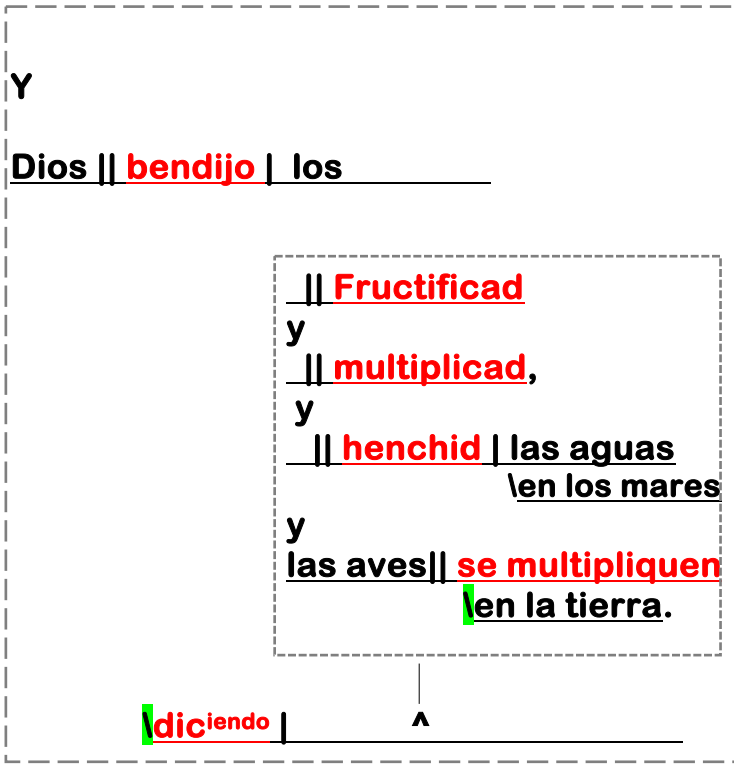 Y
Dios || bendijo | los
|| Fructificad
y
|| multiplicad,
y
|| henchid | las aguas
\en los mares
y
las aves|| se multipliquen
\en la tierra.
\diciendo | ^